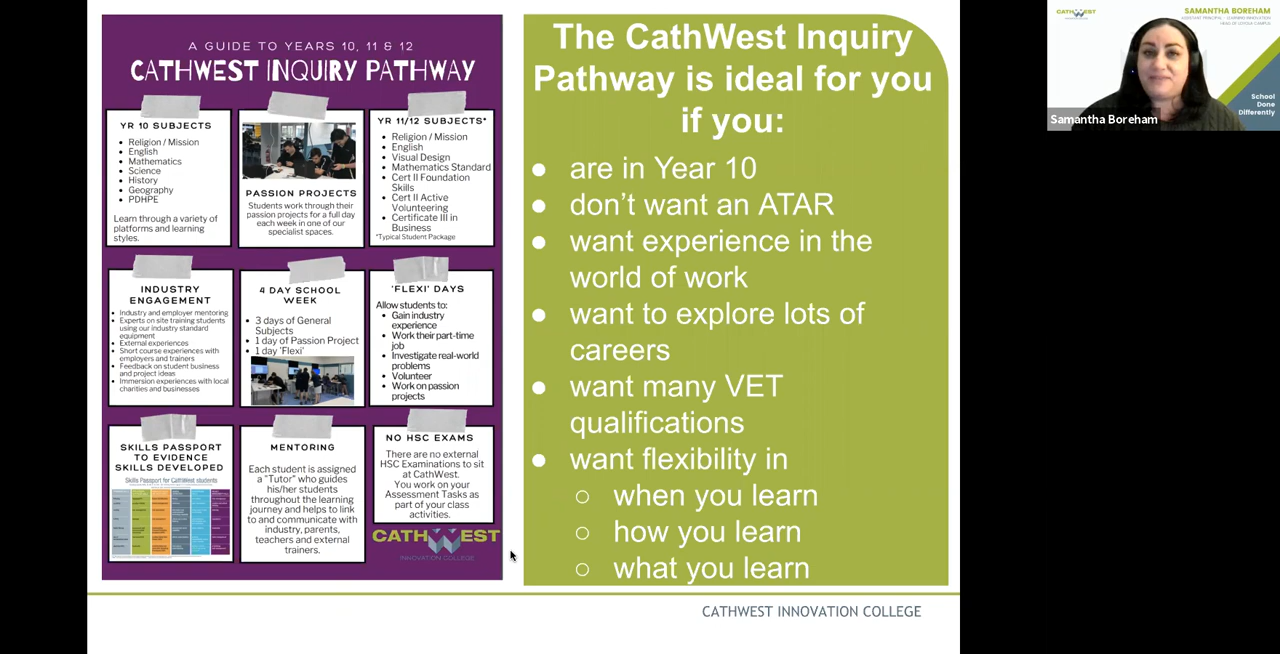 A GUIDE TO YEARS 10, 11 & 12
CATHWEST INQUIRY PATHWAY
YR 10 SUBJECTS
• Religion / Mission
• English
• Mathematics
• Science
• History
• Geography
• PDHPE
Learn through a variety of
platforms and learning
styles.
PASSION PROJECTS
Students work through their
passion projects for a full day
each week in one of our
specialist spaces.
YR 11/12 SUBJECTS*
• Religion / Mission
• English
• Visual Design
• Mathematics Standard
• Cert II Foundation
Skills
• Cert II Active
Volunteering
• Certificate III in
Business
*Typical Student Package
INDUSTRY
ENGAGEMENT
• Industry and employer mentoring
• Experts on site training students
using our industry standard
equipment
• External experiences
• Short course experiences with
employers and trainers
• Feedback on student business
and project ideas
• Immersion experiences with local
charities and businesses
4 DAY SCHOOL
WEEK
• 3 days of General
Subjects
• 1 day of Passion Project
• 1 day 'Flexi'
'FLEXI' DAYS
Allow students to:
• Gain industry
experience
• Work their part-time
job
• Investigate real-world
problems
• Volunteer
• Work on passion
projects
SKILLS PASSPORT
TO EVIDENCE
SKILLS DEVELOPED
Skills Passport for CathWest students
MENTORING
Each student is assigned
a "Tutor" who guides
his/her students
throughout the learning
journey and helps to link
to and communicate with
industry, parents,
teachers and external
trainers.
NO HSC EXAMS
There are no external
HSC Examinations to sit
at CathWest.
You work on your
Assessment Tasks as
part of your class
activities.
CATHWEST
INNOVATION COLLEGE
The CathWest Inquiry
Pathway is ideal for you
if you:
● are in Year 10
● don't want an ATAR
● want experience in the
world of work
● want to explore lots of
careers
● want many VET
qualifications
● want flexibility in
○ when you learn
○ how you learn
○ what you learn
CATHWEST INNOVATION COLLEGE
CATHWEST
SAMANTHA BOREHAM
ASSISTANT PRINCIPAL - LEARNING INNOVATION
HEAD OF LOYOLA CAMPUS
School
Done
Differently
Samantha Boreham